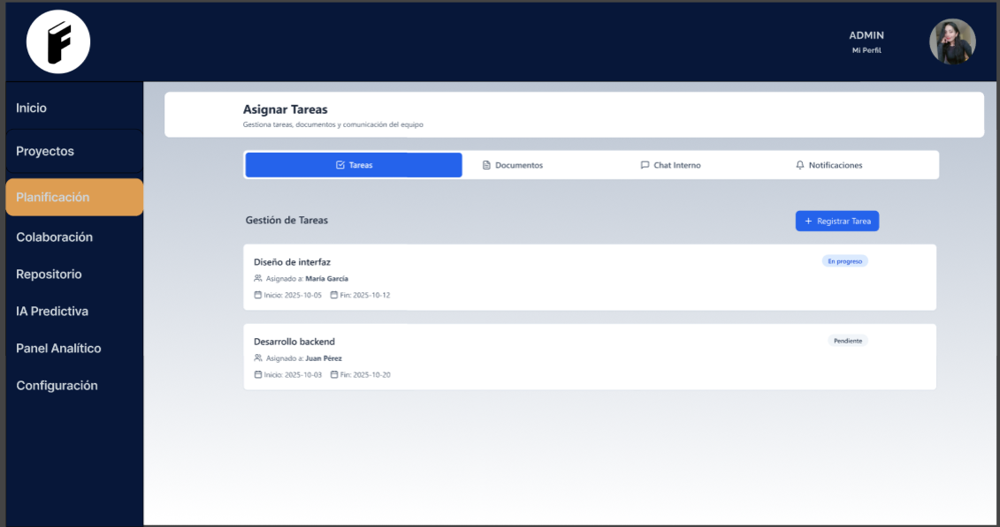 ADMIN
Mi Perfil
Inicio
Proyectos
Planificación
Colaboración
Repositorio
IA Predictiva
Panel Analítico
Configuración
Asignar Tareas
Gestiona tareas, documentos y comunicación del equipo
Tareas
Documentos
Chat Interno
Notificaciones
Gestión de Tareas
+ Registrar Tarea
Diseño de interfaz
En progreso
Asignado a: María García
Inicio: 2025-10-05 Fin: 2025-10-12
Desarrollo backend
Pendiente
Asignado a: Juan Pérez
Inicio: 2025-10-03 Fin: 2025-10-20